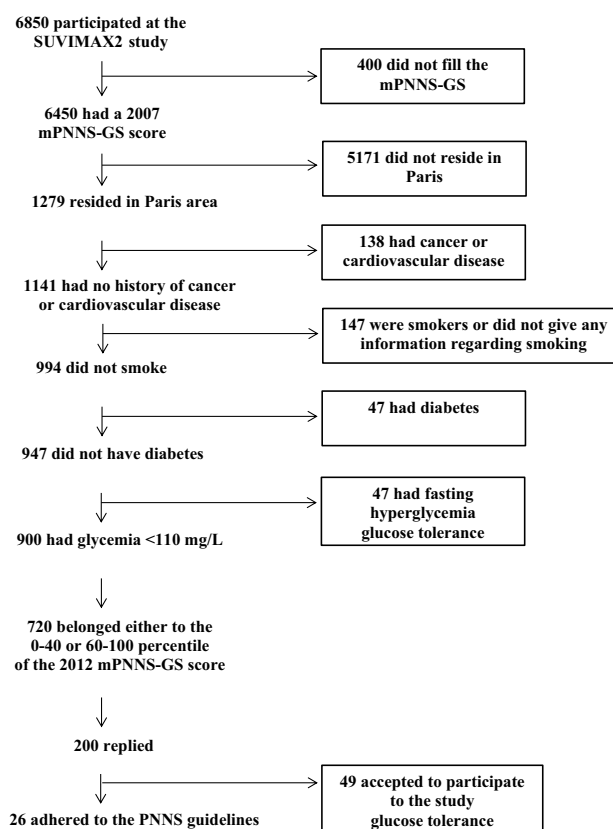 6850 participated at the
SUVIMAX2 study
400 did not fill the
mPNNS-GS
6450 had a 2007
mPNNS-GS score
5171 did not reside in
Paris
1279 resided in Paris area
138 had cancer or
cardiovascular disease
1141 had no history of cancer
or cardiovascular disease
147 were smokers or did not give any
information regarding smoking
994 did not smoke
47 had diabetes
947 did not have diabetes
47 had fasting
hyperglycemia
glucose tolerance
900 had glycemia <110 mg/L
720 belonged either to the
0-40 or 60-100 percentile
of the 2012 mPNNS-GS score
200 replied
49 accepted to participate
to the study
glucose tolerance
26 adhered to the PNNS guidelines